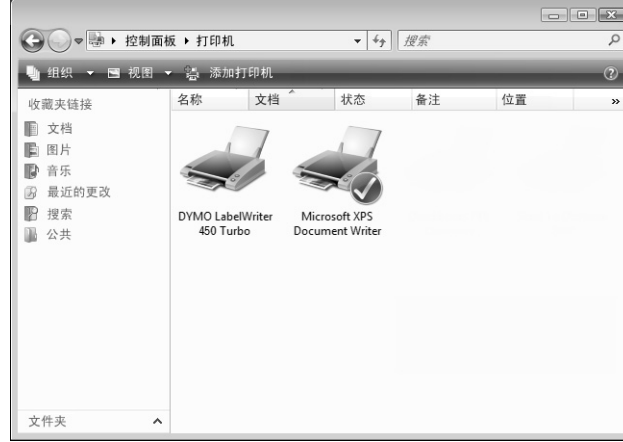 控制面板 ▸ 打印机
搜索
组织 视图 添加打印机
收藏夹链接
文档
图片
音乐
最近的更改
搜索
公共
文件夹
名称 文档 状态 备注 位置 »
DYMO LabelWriter
450 Turbo
Microsoft XPS
Document Writer